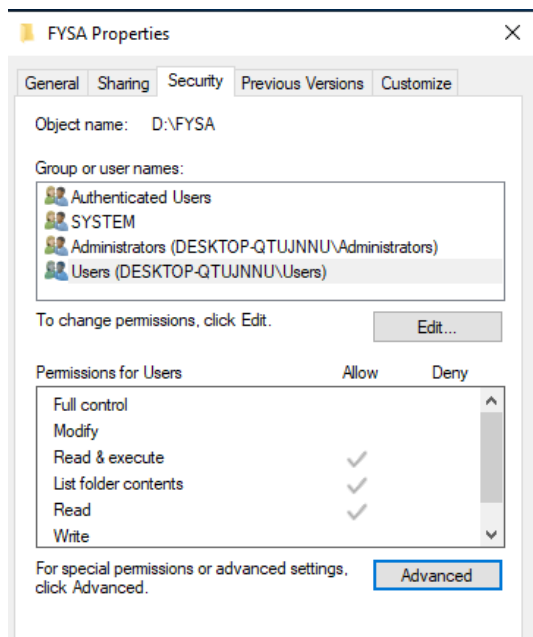 FYSA Properties
General Sharing Security Previous Versions Customize
Object name: D:\FYSA
Group or user names:
Authenticated Users
SYSTEM
Administrators (DESKTOP-QTUJNNU\Administrators)
Users (DESKTOP-QTUJNNU\Users)
To change permissions, click Edit.
Edit...
Permissions for Users Allow Deny
Full control
Modify
Read & execute
List folder contents
Read
Write
For special permissions or advanced settings,
click Advanced.
Advanced